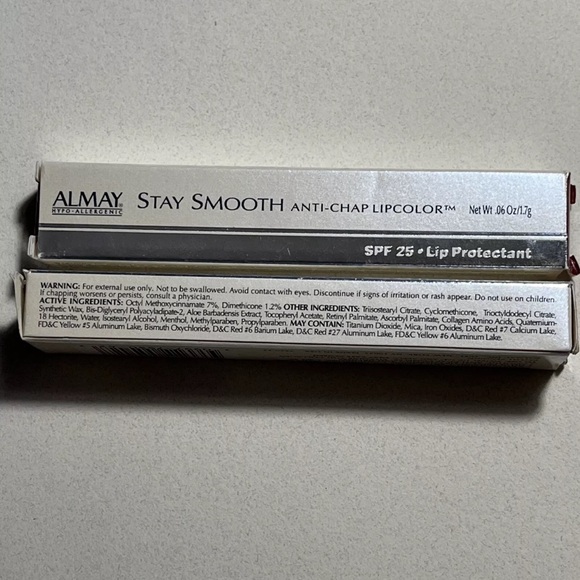 ALMAY®
HYPO-ALLERGENIC
STAY SMOOTH ANTI-CHAP LIPCOLOR™ Net Wt .06 Oz/1.7g
SPF 25 • Lip Protectant
WARNING: For external use only. Not to be swallowed. Avoid contact with eyes. Discontinue if signs of irritation or rash appear. Do not use on children.
If chapping worsens or persists, consult a physician.
ACTIVE INGREDIENTS: Octyl Methoxycinnamate 7%, Dimethicone 1.2% OTHER INGREDIENTS: Triisostearyl Citrate, Cyclomethicone, Trioctyldodecyl Citrate,
Synthetic Wax, Bis-Diglyceryl Polyacyladipate-2, Aloe Barbadensis Extract, Tocopheryl Acetate, Retinyl Palmitate, Ascorbyl Palmitate, Collagen Amino Acids, Quaternium-
18 Hectorite, Water, Isostearyl Alcohol, Menthol, Methylparaben, Propylparaben. MAY CONTAIN: Titanium Dioxide, Mica, Iron Oxides, D&C Red #7 Calcium Lake,
FD&C Yellow #5 Aluminum Lake, Bismuth Oxychloride, D&C Red #6 Barium Lake, D&C Red #27 Aluminum Lake, FD&C Yellow #6 Aluminum Lake.